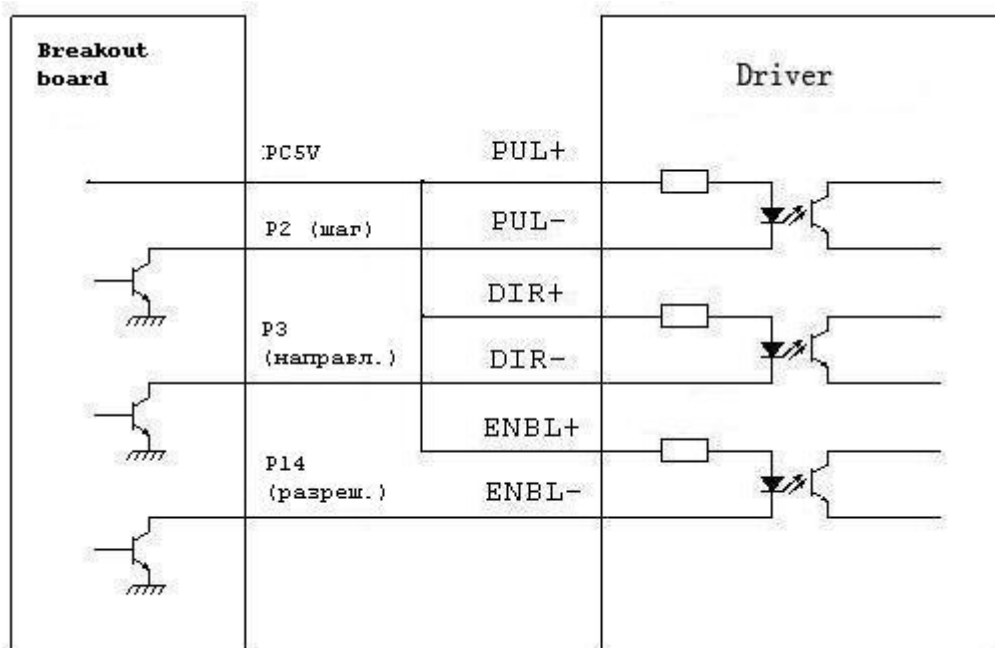 Breakout
board
Driver
PC5V
PUL+
P2 (шаг)
PUL-
DIR+
P3
(направл.)
DIR-
ENBL+
P14
(разреш.)
ENBL-